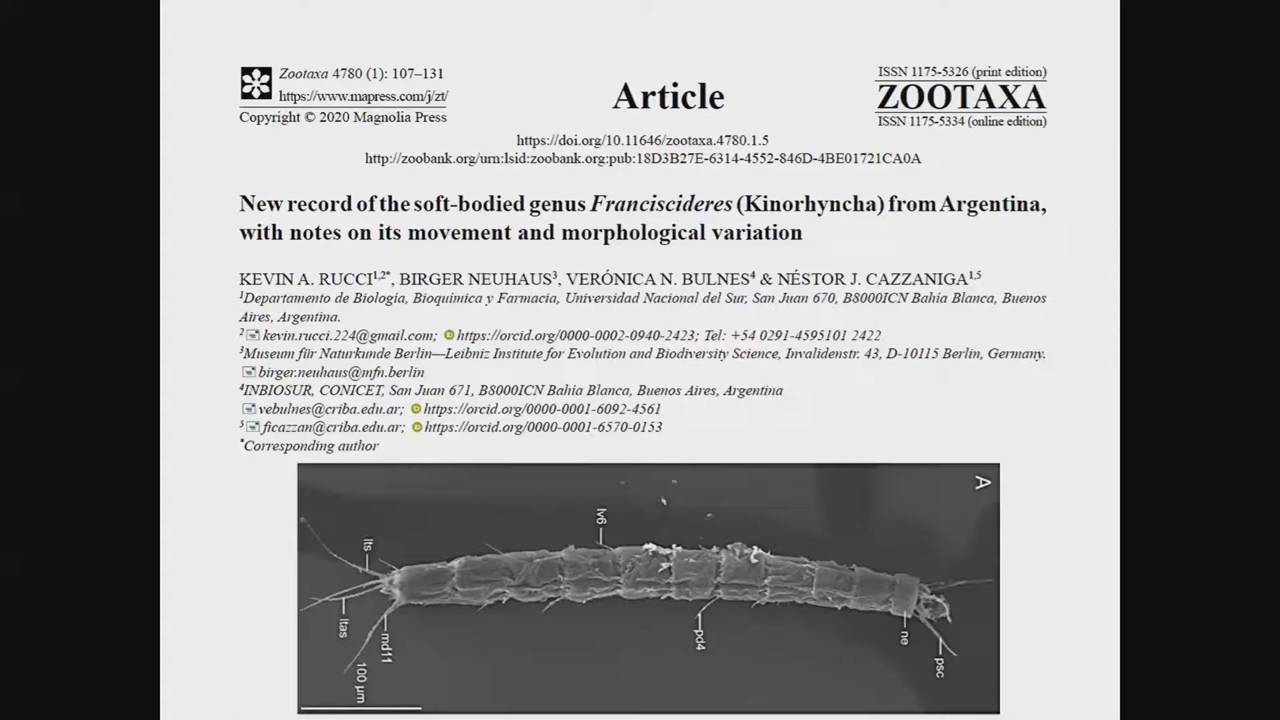 Zootaxa 4780 (1): 107–131
https://www.mapress.com/j/zt/
Copyright © 2020 Magnolia Press
Article
ISSN 1175-5326 (print edition)
ZOOTAXA
ISSN 1175-5334 (online edition)
https://doi.org/10.11646/zootaxa.4780.1.5
http://zoobank.org/urn:lsid:zoobank.org:pub:18D3B27E-6314-4552-846D-4BE01721CA0A
New record of the soft-bodied genus Franciscideres (Kinorhyncha) from Argentina,
with notes on its movement and morphological variation
KEVIN A. RUCCI1,2*, BIRGER NEUHAUS3, VERÓNICA N. BULNES4 & NÉSTOR J. CAZZANIGA1,5
1Departamento de Biología, Bioquímica y Farmacia, Universidad Nacional del Sur, San Juan 670, B8000ICN Bahía Blanca, Buenos
Aires, Argentina.
2 kevin.rucci.224@gmail.com; https://orcid.org/0000-0002-0940-2423; Tel: +54 0291-4595101 2422
3Museum für Naturkunde Berlin—Leibniz Institute for Evolution and Biodiversity Science, Invalidenstr. 43, D-10115 Berlin, Germany.
birger.neuhaus@mfn.berlin
4INBIOSUR, CONICET, San Juan 671, B8000ICN Bahía Blanca, Buenos Aires, Argentina
vebulnes@criba.edu.ar; https://orcid.org/0000-0001-6092-4561
5 ficazzan@criba.edu.ar; https://orcid.org/0000-0001-6570-0153
*Corresponding author
A
lv6
lts
ltas
md11
pd4
ne
psc
100 µm